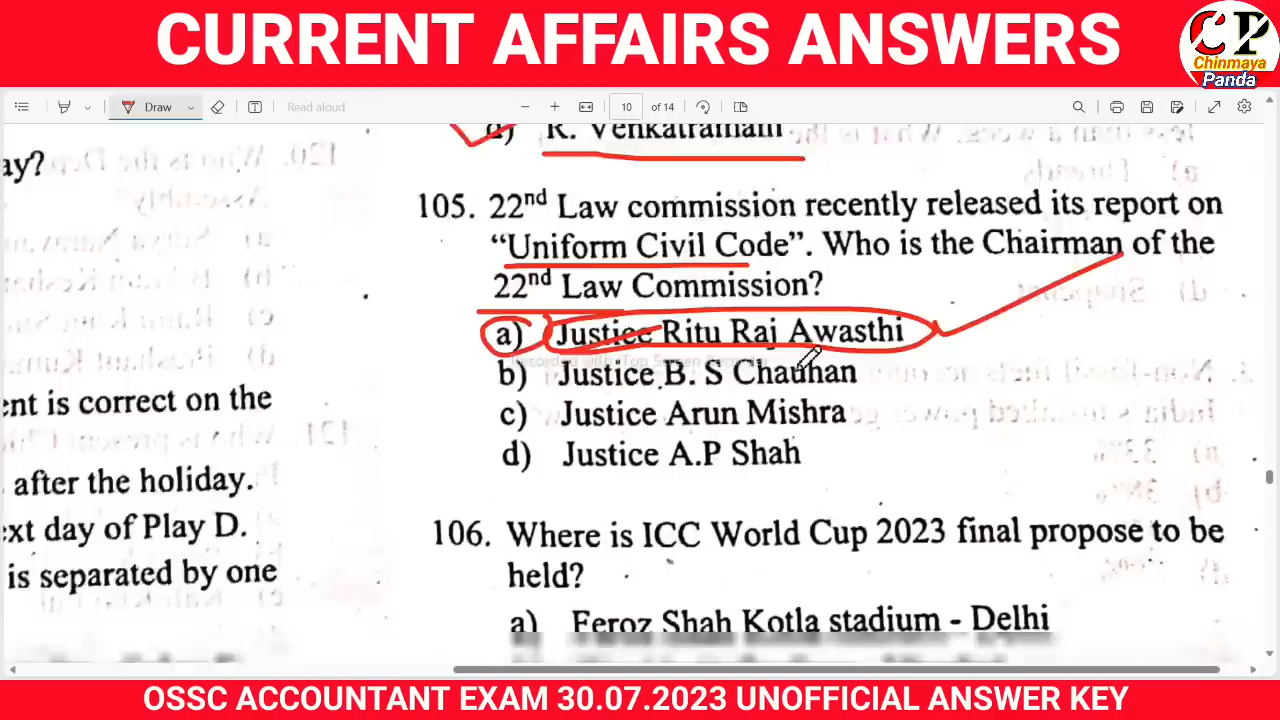 CURRENT AFFAIRS ANSWERS
CP
Chinmaya
Panda
Draw
Read aloud
10 of 14
d) R. Venkatramani
ay?
105. 22nd Law commission recently released its report on
“Uniform Civil Code”. Who is the Chairman of the
22nd Law Commission?
a) Justice Ritu Raj Awasthi
b) Justice B. S Chauhan
c) Justice Arun Mishra
d) Justice A.P Shah
ent is correct on the
after the holiday.
ext day of Play D.
is separated by one
106. Where is ICC World Cup 2023 final propose to be
held?
a) Feroz Shah Kotla stadium - Delhi
OSSC ACCOUNTANT EXAM 30.07.2023 UNOFFICIAL ANSWER KEY